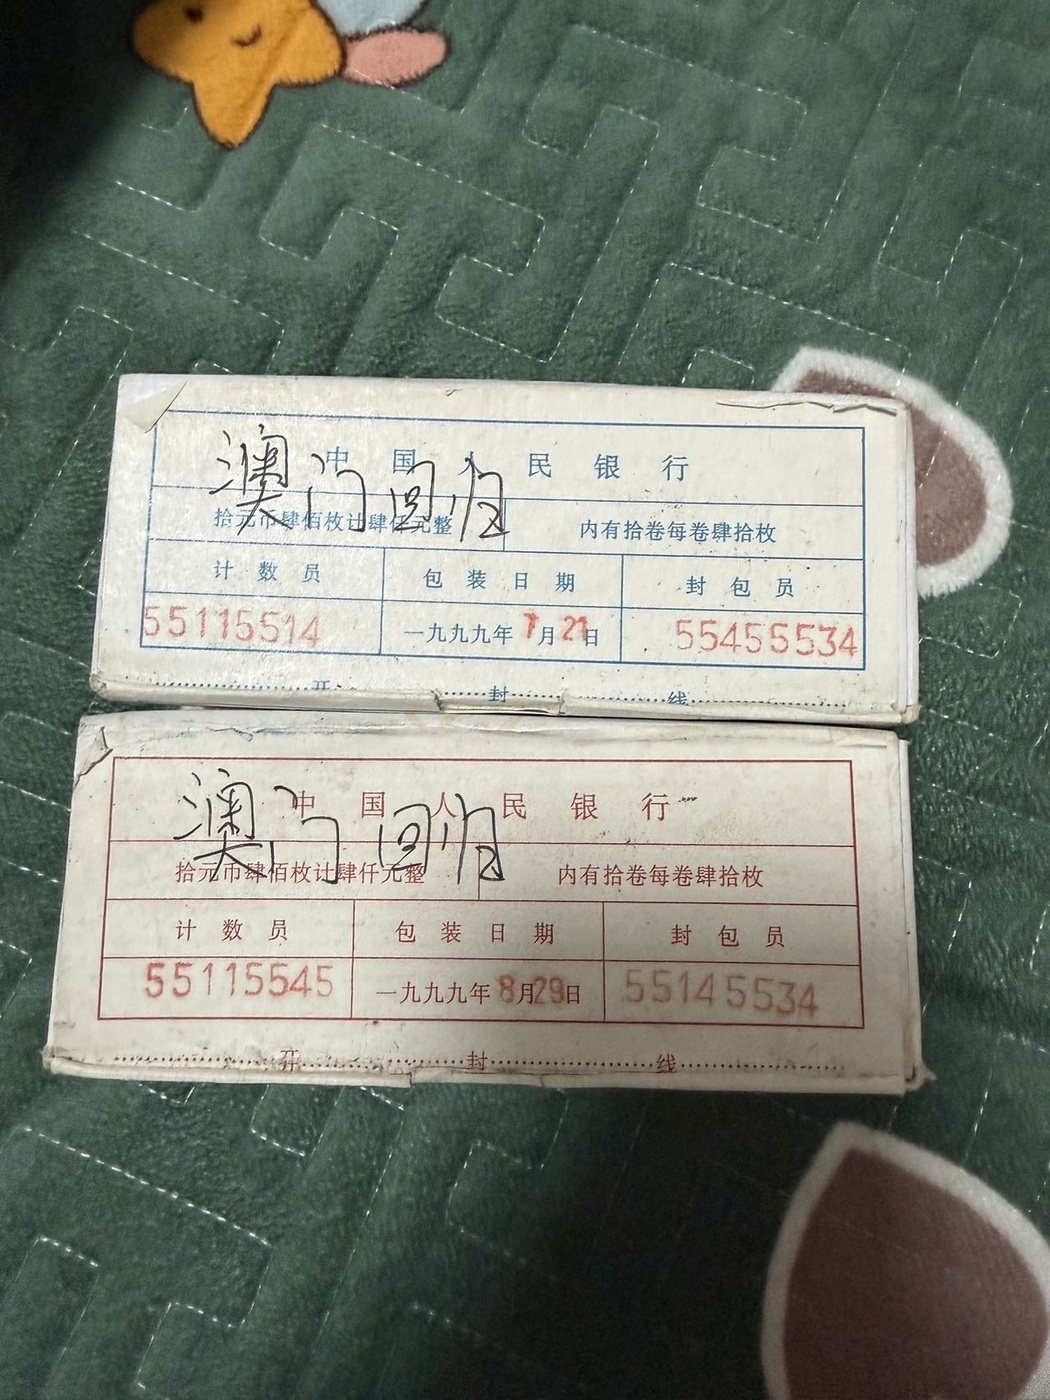 中国人民银行
澳门回归
拾元币肆佰枚计肆仟元整 内有拾卷每卷肆拾枚
计数员 包装日期 封包员
55115514 一九九九年7月21日 55455534
开 封 线
中国人民银行
澳门回归
拾元币肆佰枚计肆仟元整 内有拾卷每卷肆拾枚
计数员 包装日期 封包员
55115545 一九九九年8月29日 55145534
开 封 线